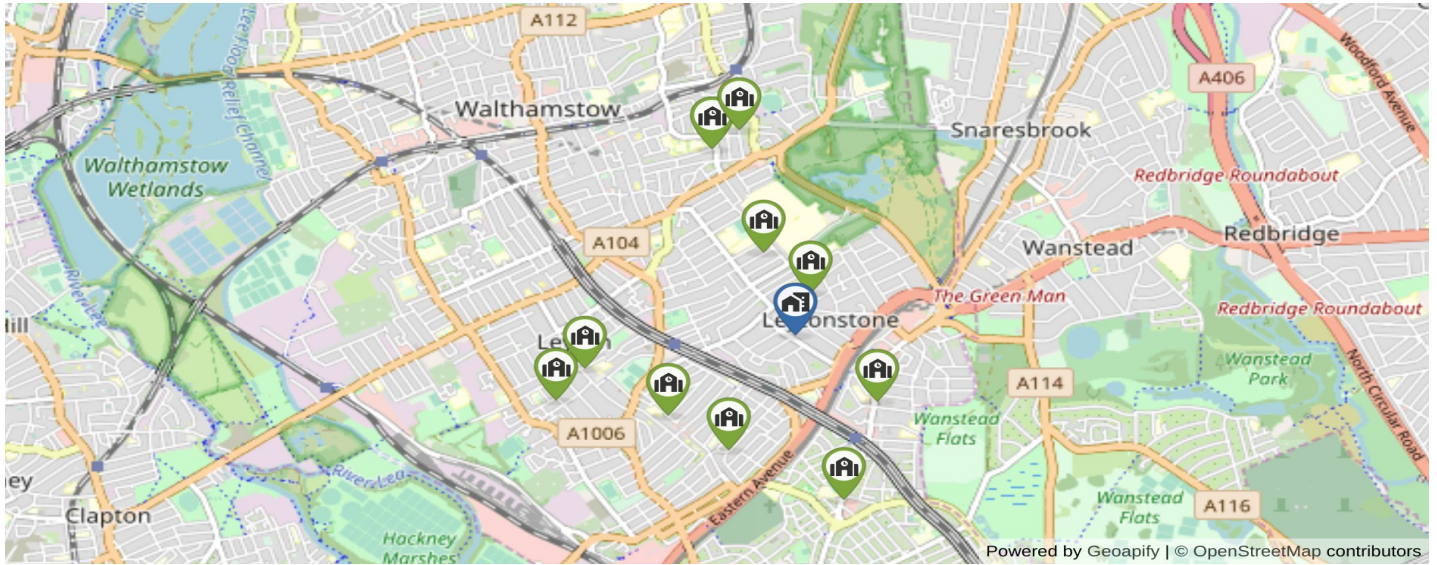 A112
Walthamstow
Walthamstow
Wetlands
Lee Flood Relief Channel
River Lee
A104
Snaresbrook
A406
Woodford Avenue
Redbridge Roundabout
Redbridge
Wanstead
The Green Man
Redbridge Roundabout
A114
Wanstead
Park
North Circular Road
Wanstead
Flats
A1006
River Lea
Eastern Avenue
Clapton
Hackney
Marshes
Wanstead
Flats
A116
Powered by Geoapify | © OpenStreetMap contributors